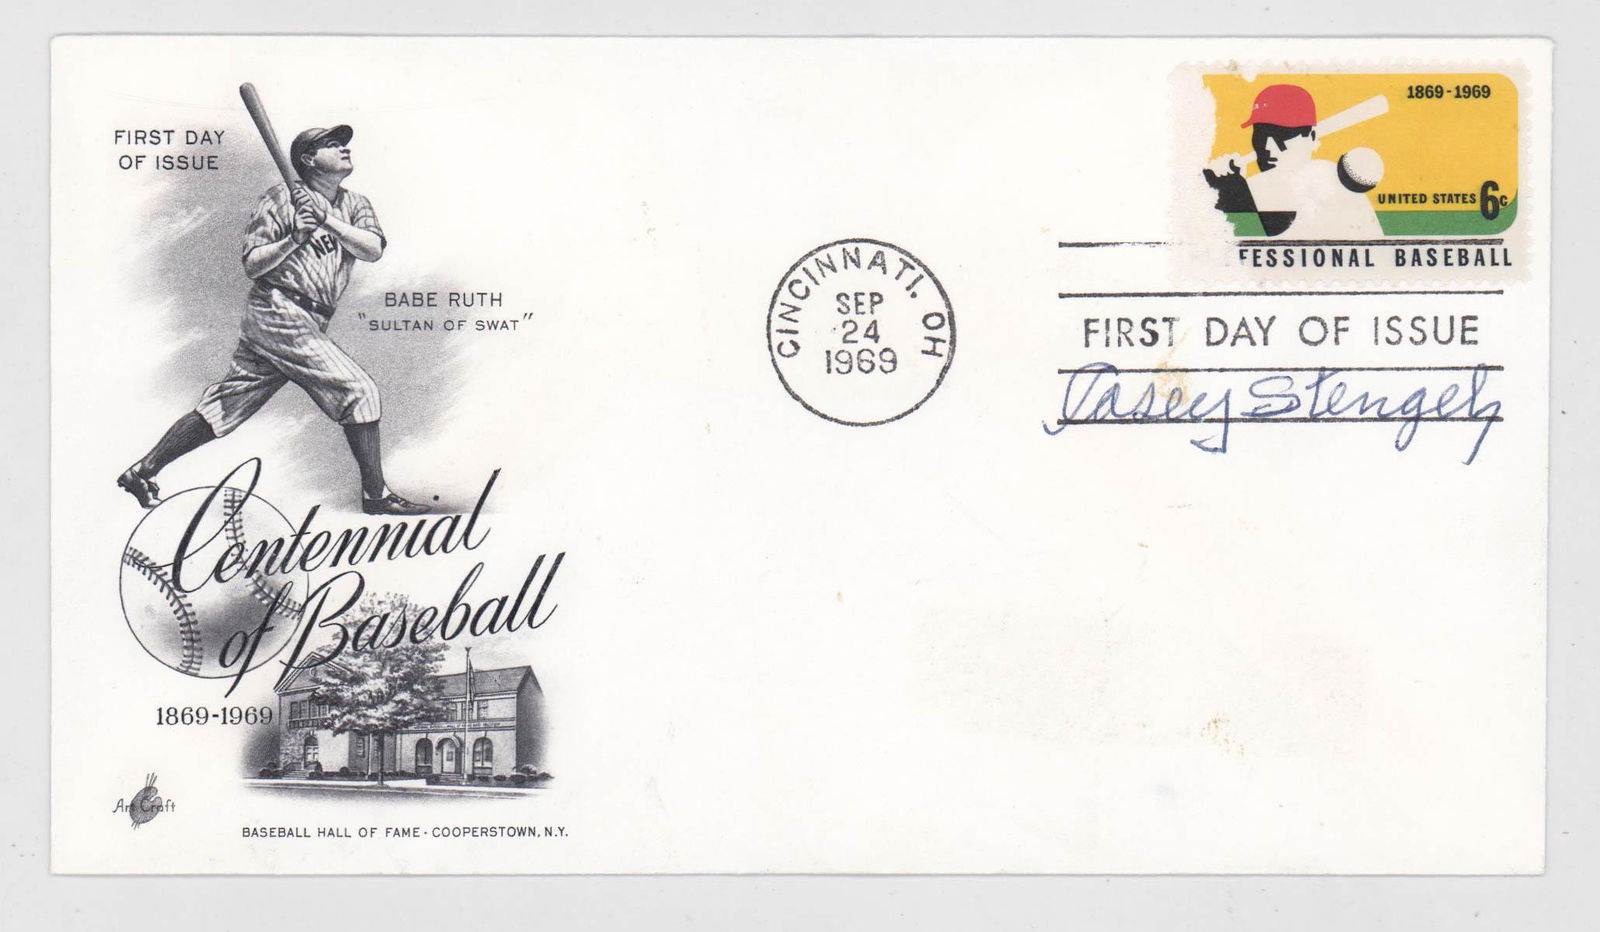 FIRST DAY
OF ISSUE
NEW
BABE RUTH
"SULTAN OF SWAT"
Centennial
of Baseball
1869-1969
Art Craft
BASEBALL HALL OF FAME · COOPERSTOWN, N.Y.
CINCINNATI, OH
SEP
24
1969
1869-1969
UNITED STATES 6c
FESSIONAL BASEBALL
FIRST DAY OF ISSUE
Casey Stengel